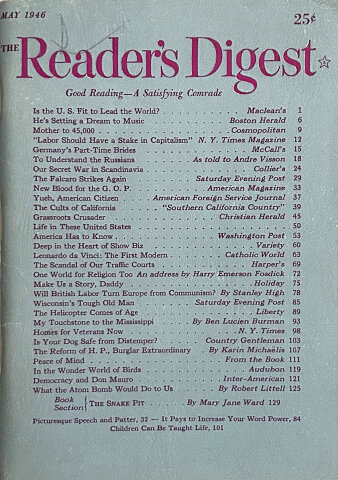 MAY 1946
25¢
THE Reader's Digest
Good Reading—A Satisfying Comrade
Is the U. S. Fit to Lead the World? . . . . . . . . Maclean's 1
He's Setting a Dream to Music . . . . . . . . Boston Herald 6
Mother to 45,000 . . . . . . . . Cosmopolitan 9
"Labor Should Have a Stake in Capitalism" N. Y. Times Magazine 12
Germany's Part-Time Brides . . . . . . . . McCall's 15
To Understand the Russians . . . . As told to Andre Visson 18
Our Secret War in Scandinavia . . . . . . . . Collier's 24
The Falcaro Strikes Again . . . . Saturday Evening Post 29
New Blood for the G. O. P. . . . . American Magazine 33
Yueh, American Citizen . . . . American Foreign Service Journal 37
The Cults of California . . . . "Southern California Country" 39
Grassroots Crusader . . . . . . . . Christian Herald 45
Life in These United States . . . . . . . . 50
America Has to Know . . . . . . . . Washington Post 53
Deep in the Heart of Show Biz . . . . . . . . Variety 60
Leonardo da Vinci: The First Modern . . . . Catholic World 63
The Scandal of Our Traffic Courts . . . . . . . . Harper's 69
One World for Religion Too An address by Harry Emerson Fosdick 72
Make Us a Story, Daddy . . . . . . . . Holiday 75
Will British Labor Turn Europe from Communism? By Stanley High 78
Wisconsin's Tough Old Man . . . . Saturday Evening Post 85
The Helicopter Comes of Age . . . . . . . . Liberty 89
My Touchstone to the Mississippi . . By Ben Lucien Burman 93
Homes for Veterans Now . . . . . . . . N. Y. Times 98
Is Your Dog Safe from Distemper? . . . . Country Gentleman 103
The Reform of H. P., Burglar Extraordinary . By Karin Michaelis 107
Peace of Mind . . . . . . . . From the Book 111
In the Wonder World of Birds . . . . . . . . Audubon 119
Democracy and Don Mauro . . . . . . . . Inter-American 121
What the Atom Bomb Would Do to Us . . By Robert Littell 125
Book Section { THE SNAKE PIT . . . . By Mary Jane Ward 129
Picturesque Speech and Patter, 32 — It Pays to Increase Your Word Power, 84
Children Can Be Taught Life, 101